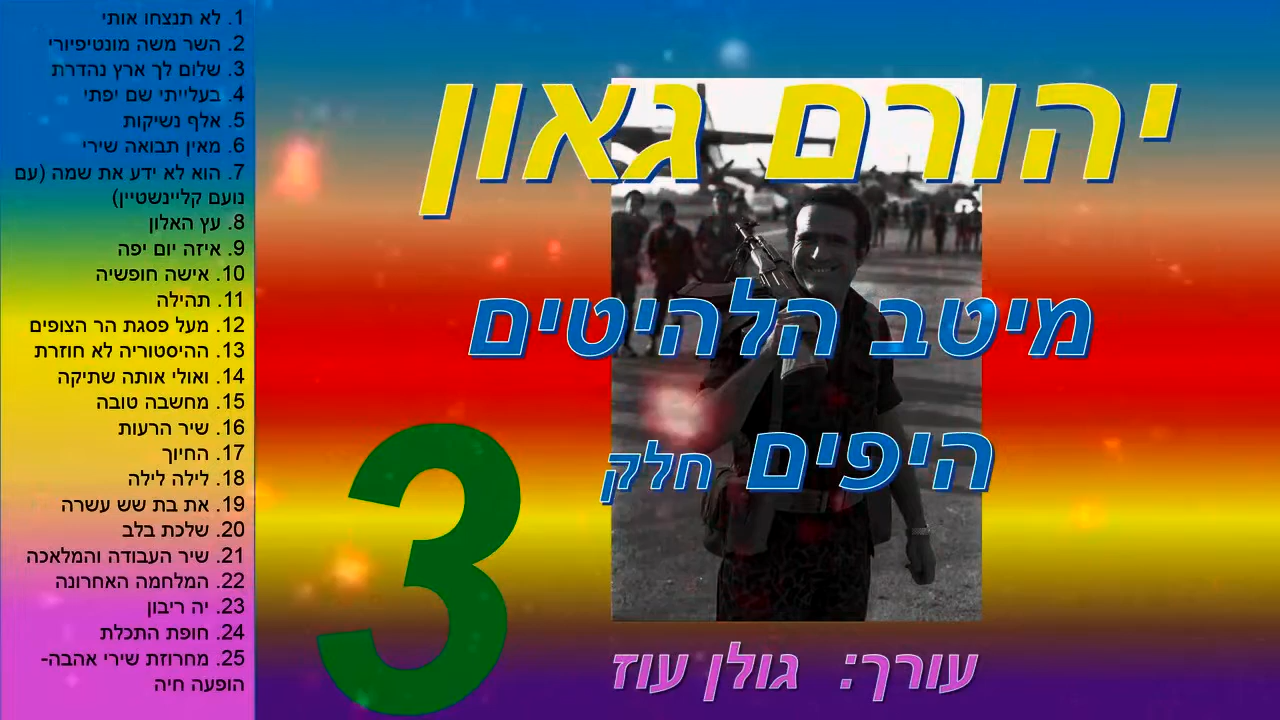 1. לא תנצחו אותי
2. השר משה מונטיפיורי
3. שלום לך ארץ נהדרת
4. בעלייתי שם יפתי
5. אלף נשיקות
6. מאין תבואה שירי
7. הוא לא ידע את שמה (עם
נועם קליינשטיין)
8. עץ האלון
9. איזה יום יפה
10. אישה חופשיה
11. תהילה
12. מעל פסגת הר הצופים
13. ההיסטוריה לא חוזרת
14. ואולי אותה שתיקה
15. מחשבה טובה
16. שיר הרעות
17. החיוך
18. לילה לילה
19. את בת שש עשרה
20. שלכת בלב
21. שיר העבודה והמלאכה
22. המלחמה האחרונה
23. יה ריבון
24. חופת התכלת
25. מחרוזת שירי אהבה-
הופעה חיה
יהורם גאון
מיטב הלהיטים
היפים חלק
3
עורך: גולן עוז